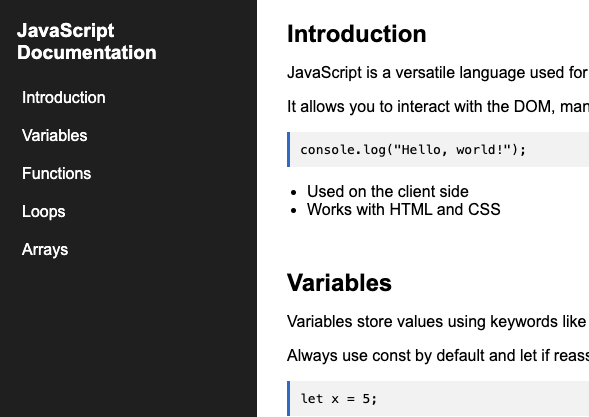 JavaScript
Documentation
Introduction
Variables
Functions
Loops
Arrays
Introduction
JavaScript is a versatile language used for
It allows you to interact with the DOM,
console.log("Hello, world!");
Used on the client side
Works with HTML and CSS
Variables
Variables store values using keywords like
Always use const by default and let if
let x = 5;